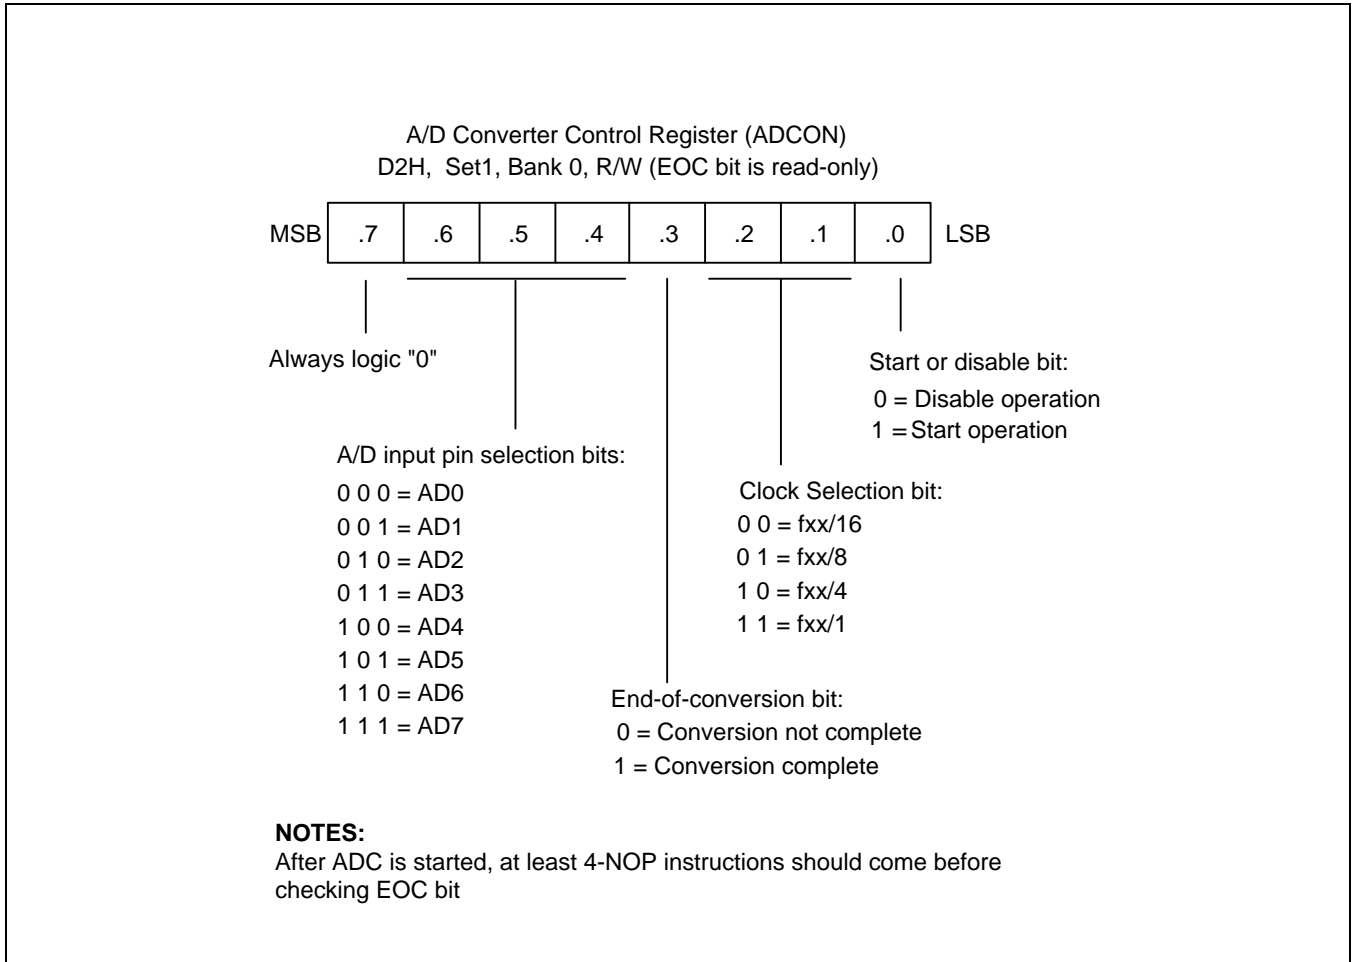 A/D Converter Control Register (ADCON)
D2H, Set1, Bank 0, R/W (EOC bit is read-only)
MSB .7 .6 .5 .4 .3 .2 .1 .0 LSB
Always logic "0"
Start or disable bit:
0 = Disable operation
1 = Start operation
A/D input pin selection bits:
0 0 0 = AD0
0 0 1 = AD1
0 1 0 = AD2
0 1 1 = AD3
1 0 0 = AD4
1 0 1 = AD5
1 1 0 = AD6
1 1 1 = AD7
Clock Selection bit:
0 0 = fxx/16
0 1 = fxx/8
1 0 = fxx/4
1 1 = fxx/1
End-of-conversion bit:
0 = Conversion not complete
1 = Conversion complete
NOTES:
After ADC is started, at least 4-NOP instructions should come before
checking EOC bit